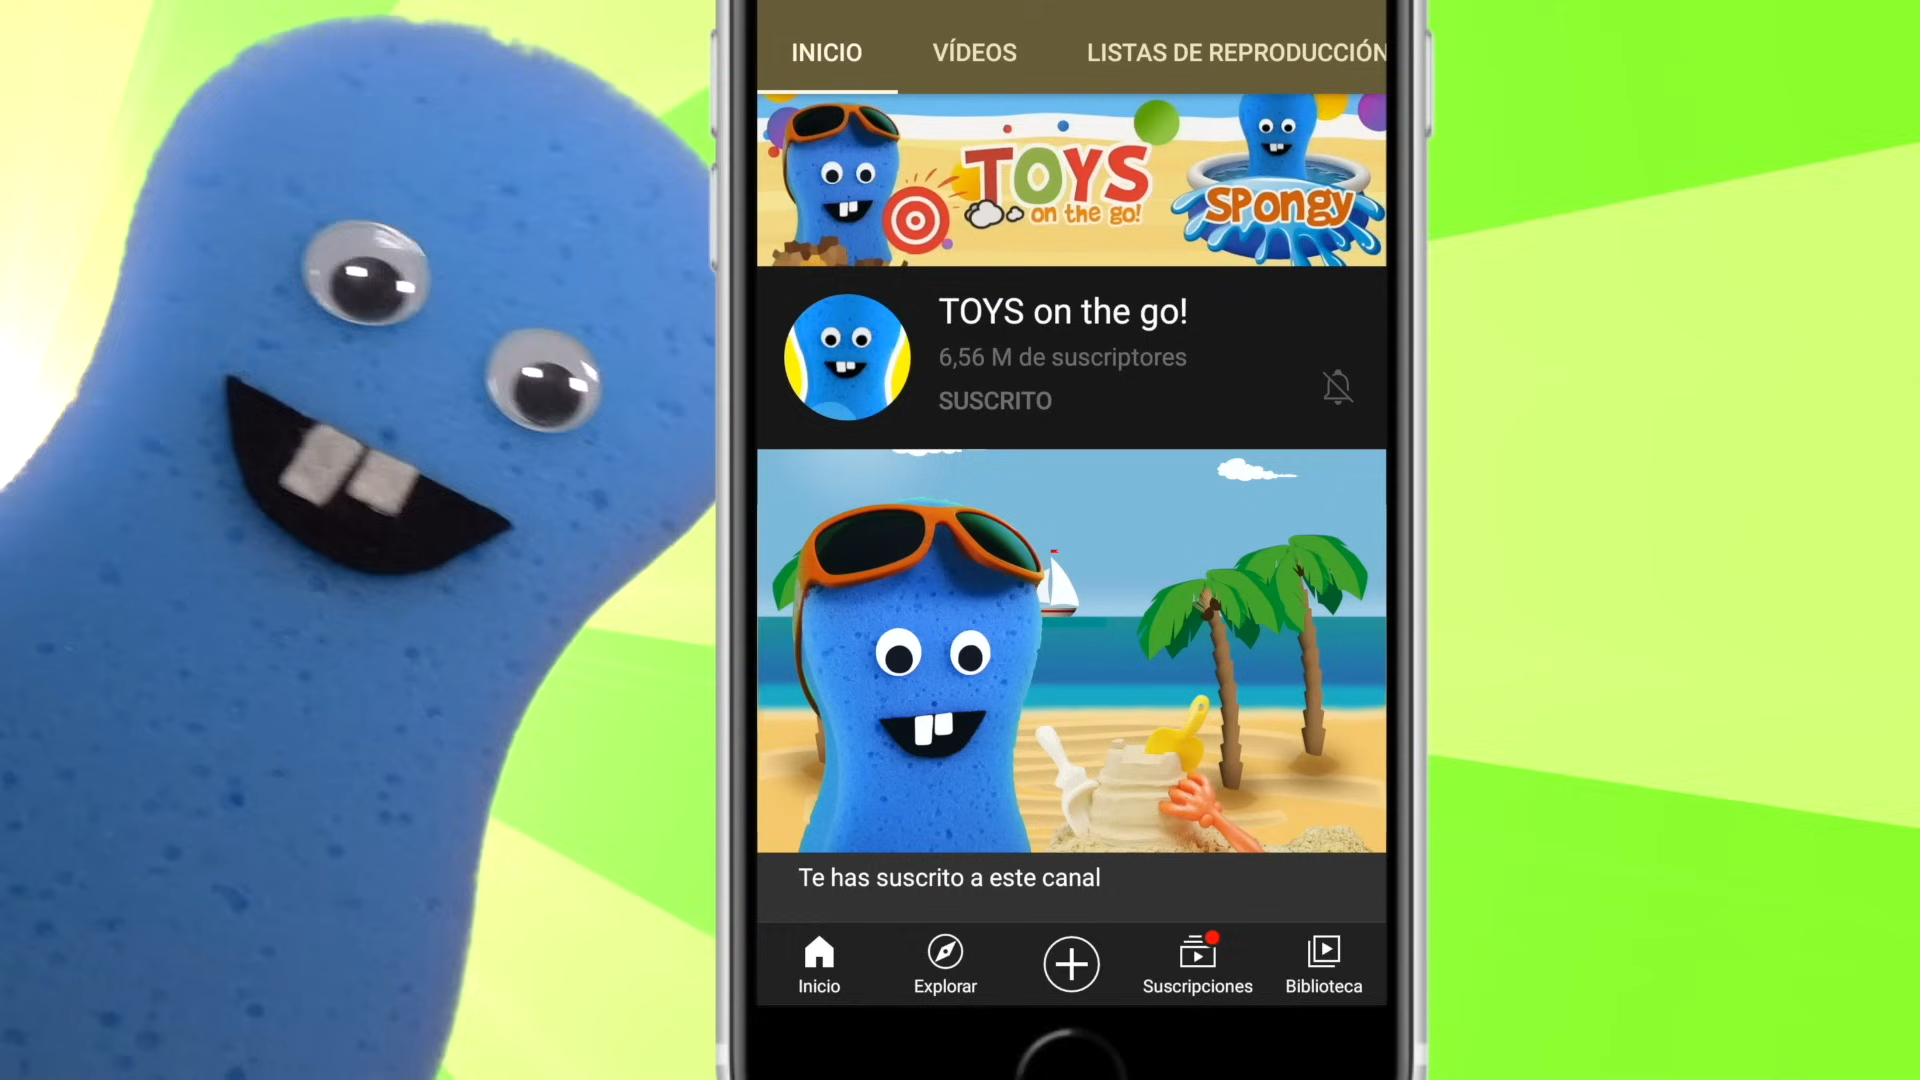 INICIO
VÍDEOS
LISTAS DE REPRODUCCIÓN
TOYS
on the go!
SPongy
TOYS on the go!
6,56 M de suscriptores
SUSCRITO
Te has suscrito a este canal
Inicio
Explorar
Suscripciones
Biblioteca